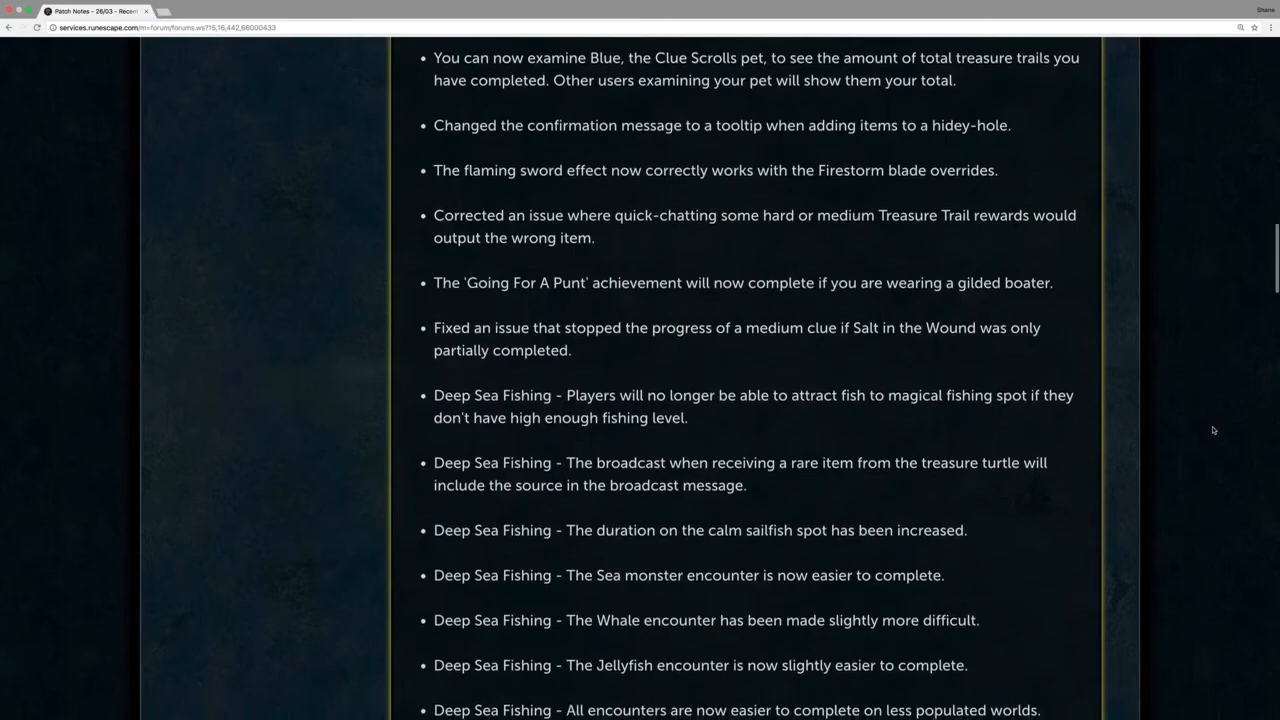 Patch Notes - 26/03 - Recent
Shane
services.runescape.com/m=forum/forums.ws?15,16,442,66000433
• You can now examine Blue, the Clue Scrolls pet, to see the amount of total treasure trails you
have completed. Other users examining your pet will show them your total.
• Changed the confirmation message to a tooltip when adding items to a hidey-hole.
• The flaming sword effect now correctly works with the Firestorm blade overrides.
• Corrected an issue where quick-chatting some hard or medium Treasure Trail rewards would
output the wrong item.
• The 'Going For A Punt' achievement will now complete if you are wearing a gilded boater.
• Fixed an issue that stopped the progress of a medium clue if Salt in the Wound was only
partially completed.
• Deep Sea Fishing - Players will no longer be able to attract fish to magical fishing spot if they
don't have high enough fishing level.
• Deep Sea Fishing - The broadcast when receiving a rare item from the treasure turtle will
include the source in the broadcast message.
• Deep Sea Fishing - The duration on the calm sailfish spot has been increased.
• Deep Sea Fishing - The Sea monster encounter is now easier to complete.
• Deep Sea Fishing - The Whale encounter has been made slightly more difficult.
• Deep Sea Fishing - The Jellyfish encounter is now slightly easier to complete.
• Deep Sea Fishing - All encounters are now easier to complete on less populated worlds.